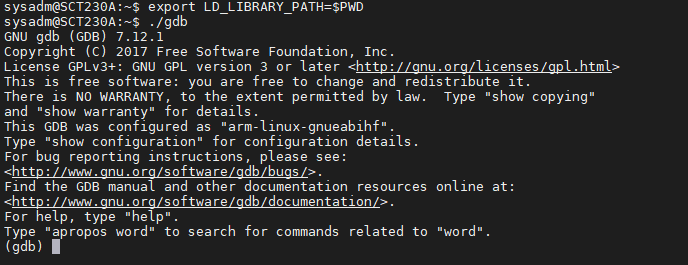 sysadm@SCT230A:~$ export LD_LIBRARY_PATH=$PWD
sysadm@SCT230A:~$ ./gdb
GNU gdb (GDB) 7.12.1
Copyright (C) 2017 Free Software Foundation, Inc.
License GPLv3+: GNU GPL version 3 or later <http://gnu.org/licenses/gpl.html>
This is free software: you are free to change and redistribute it.
There is NO WARRANTY, to the extent permitted by law.  Type "show copying"
and "show warranty" for details.
This GDB was configured as "arm-linux-gnueabihf".
Type "show configuration" for configuration details.
For bug reporting instructions, please see:
<http://www.gnu.org/software/gdb/bugs/>.
Find the GDB manual and other documentation resources online at:
<http://www.gnu.org/software/gdb/documentation/>.
For help, type "help".
Type "apropos word" to search for commands related to "word".
(gdb)